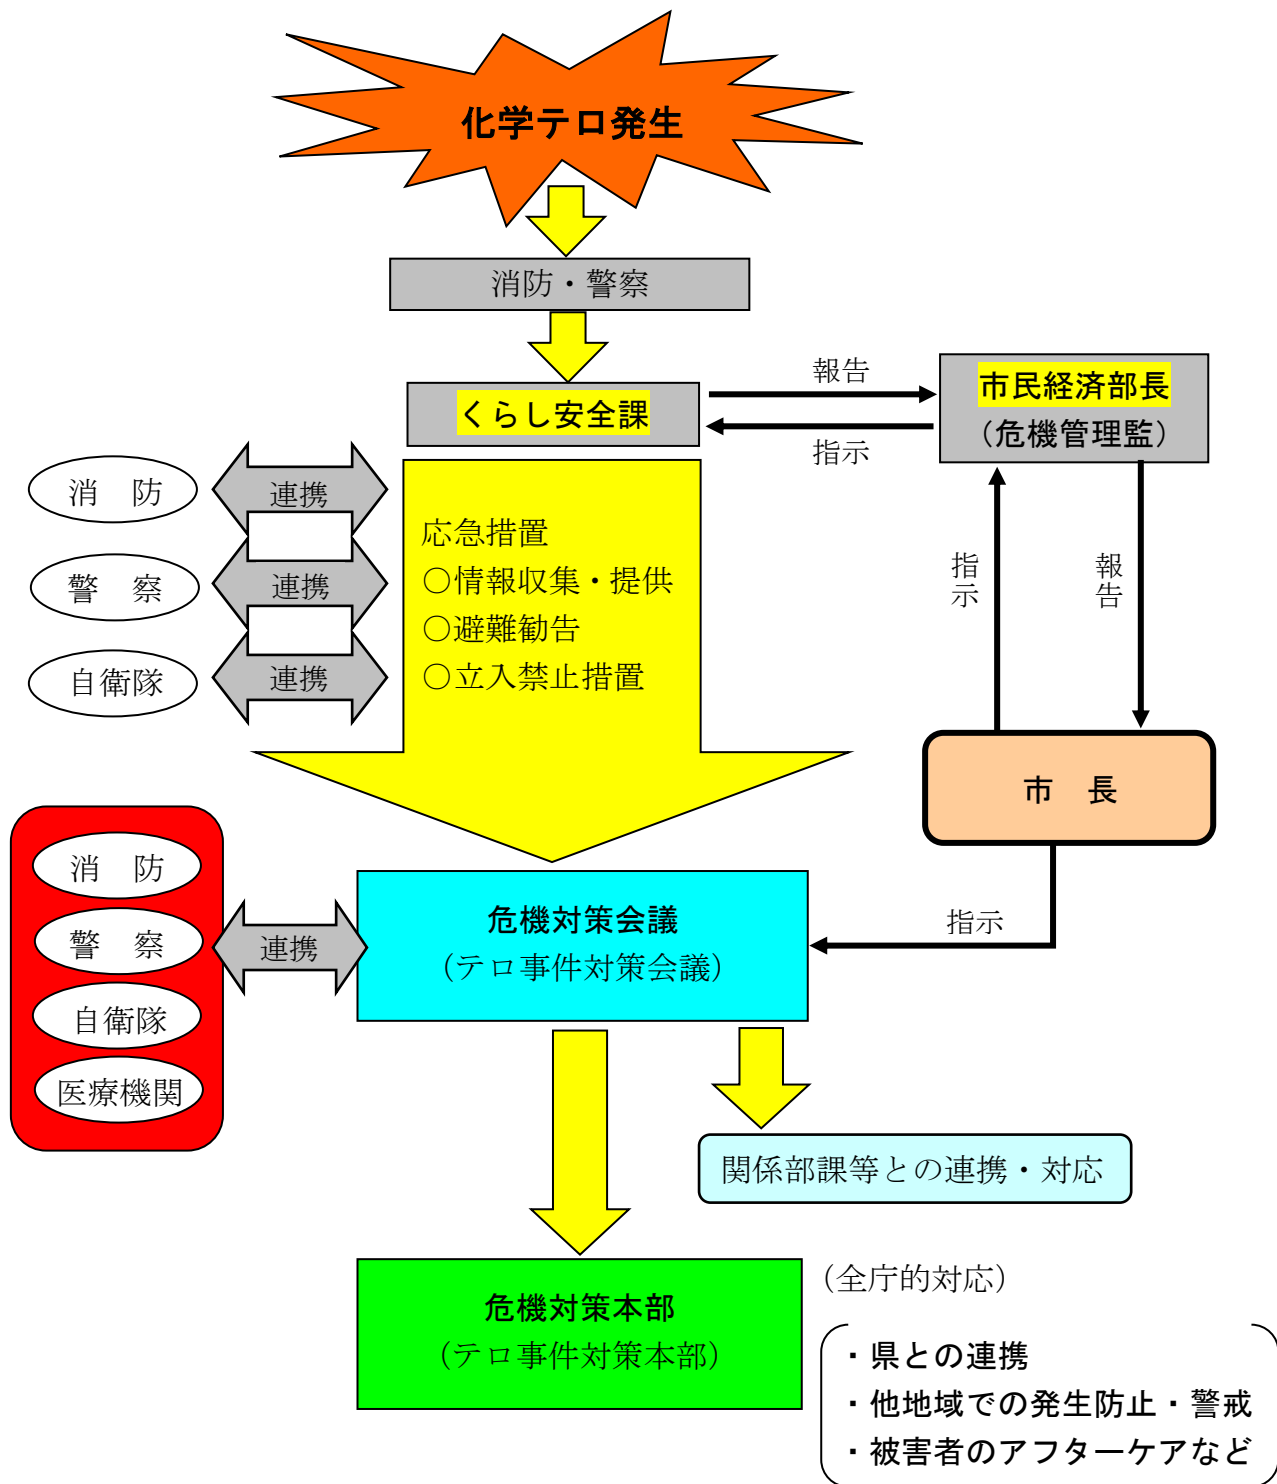 化学テロ発生
消防・警察
くらし安全課
報告
指示
市民経済部長
（危機管理監）
消　防
連携
警　察
連携
自衛隊
連携
応急措置
○情報収集・提供
○避難勧告
○立入禁止措置
指示
報告
市　長
指示
消　防
警　察
自衛隊
医療機関
連携
危機対策会議
（テロ事件対策会議）
関係部課等との連携・対応
危機対策本部
（テロ事件対策本部）
（全庁的対応）
・県との連携
・他地域での発生防止・警戒
・被害者のアフターケアなど